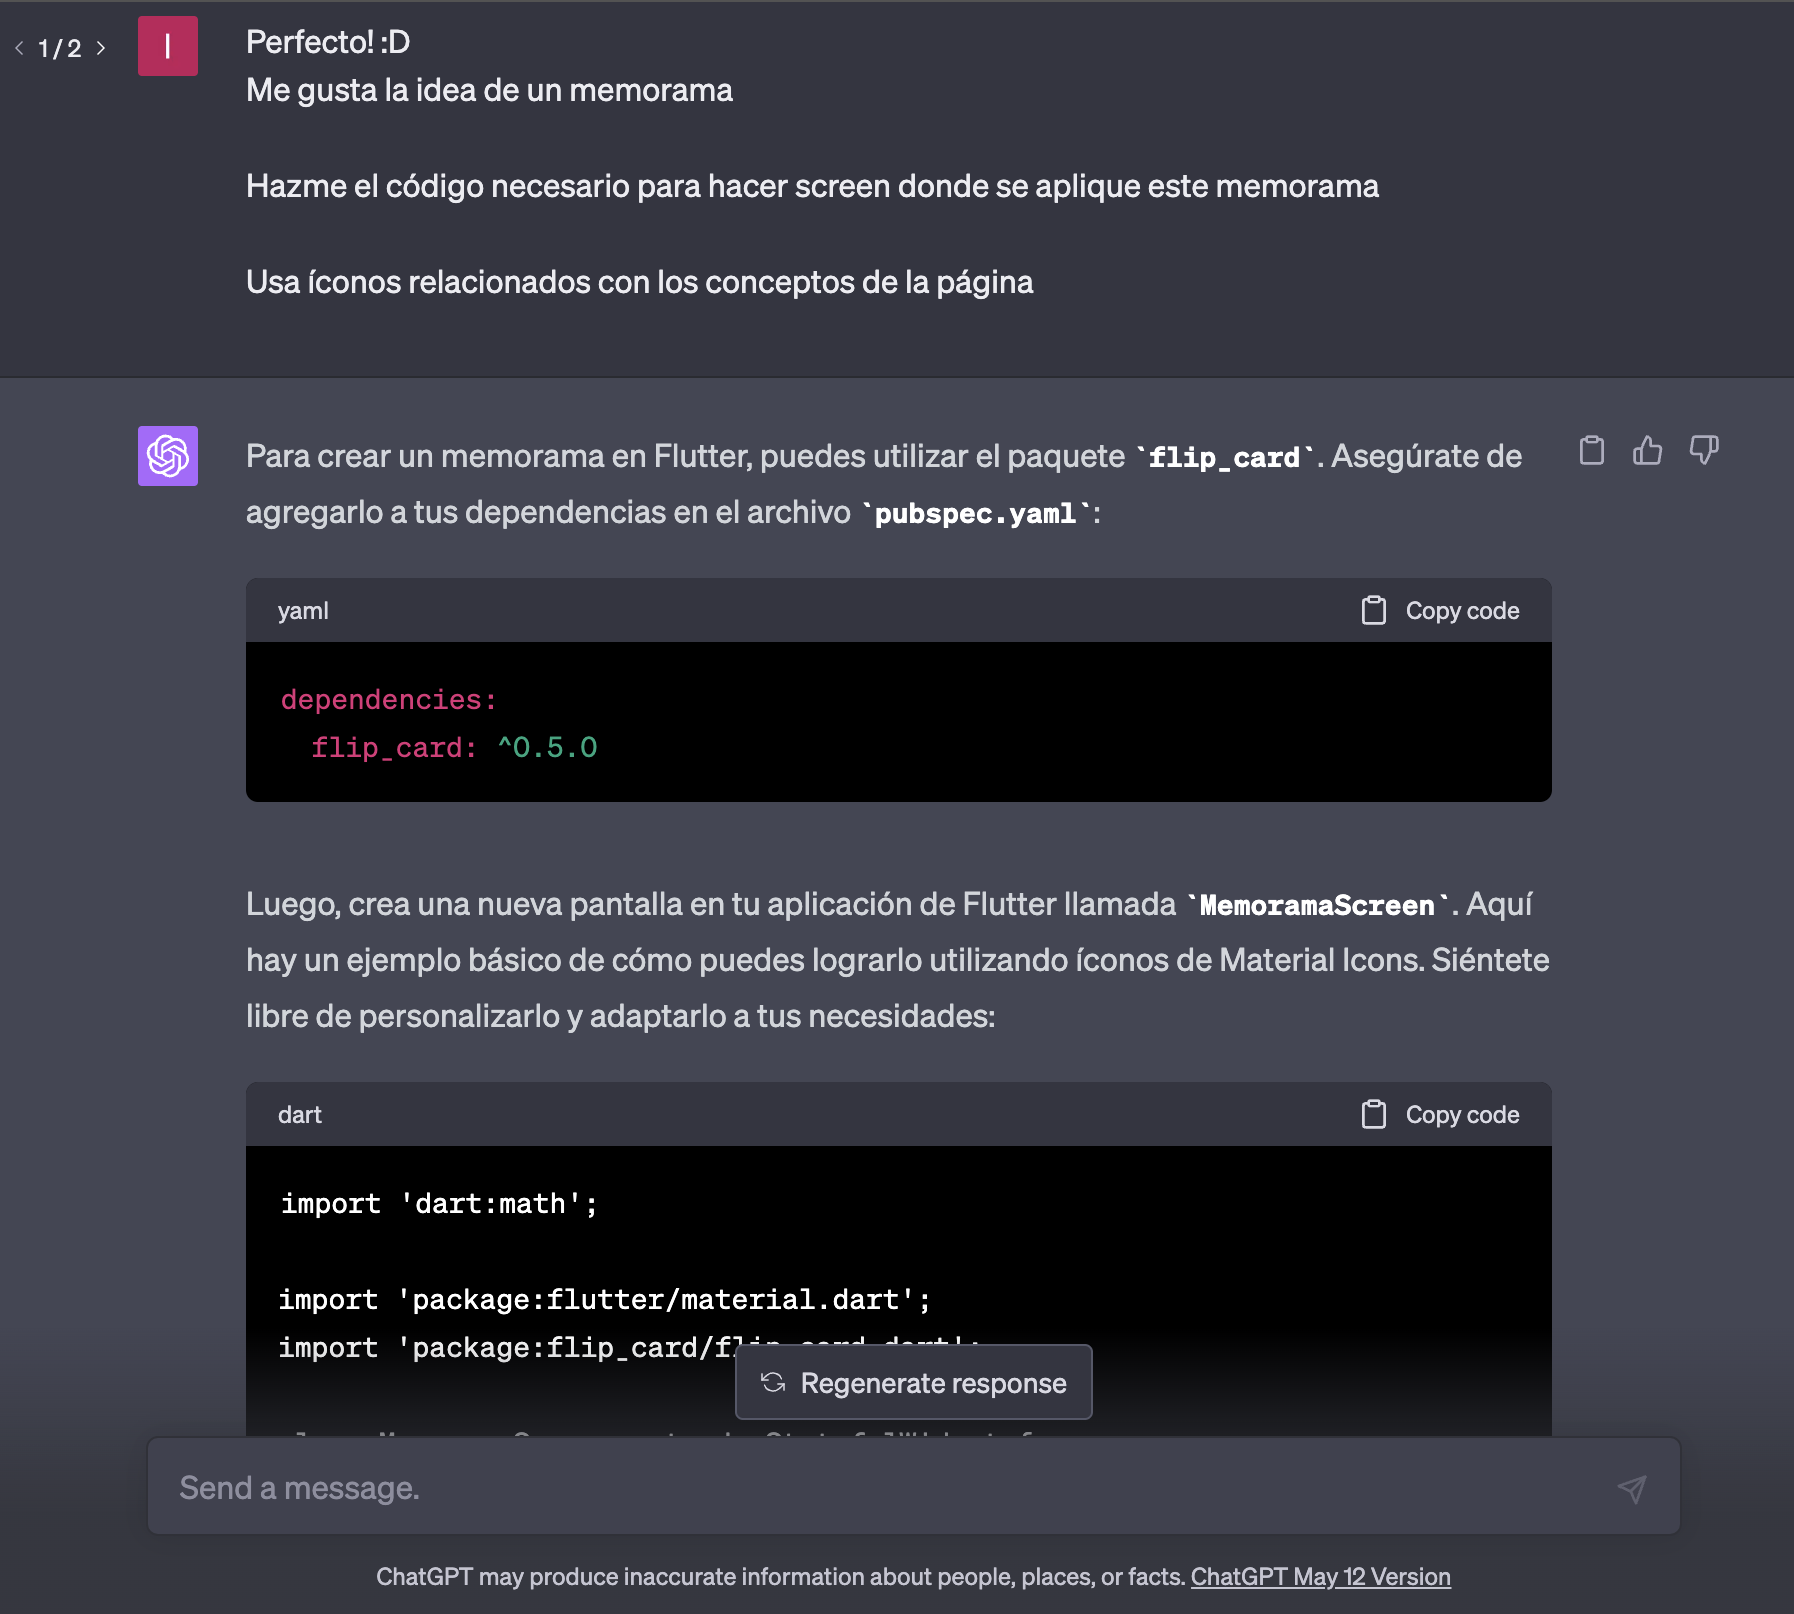 1 / 2
I
Perfecto! :D
Me gusta la idea de un memorama
Hazme el código necesario para hacer screen donde se aplique este memorama
Usa íconos relacionados con los conceptos de la página
Para crear un memorama en Flutter, puedes utilizar el paquete `flip_card`. Asegúrate de
agregarlo a tus dependencias en el archivo `pubspec.yaml`:
yaml
Copy code
dependencies:
  flip_card: ^0.5.0
Luego, crea una nueva pantalla en tu aplicación de Flutter llamada `MemoramaScreen`. Aquí
hay un ejemplo básico de cómo puedes lograrlo utilizando íconos de Material Icons. Siéntete
libre de personalizarlo y adaptarlo a tus necesidades:
dart
Copy code
import 'dart:math';
import 'package:flutter/material.dart';
import 'package:flip_card/flip_card.dart';
Regenerate response
Send a message.
ChatGPT may produce inaccurate information about people, places, or facts. ChatGPT May 12 Version